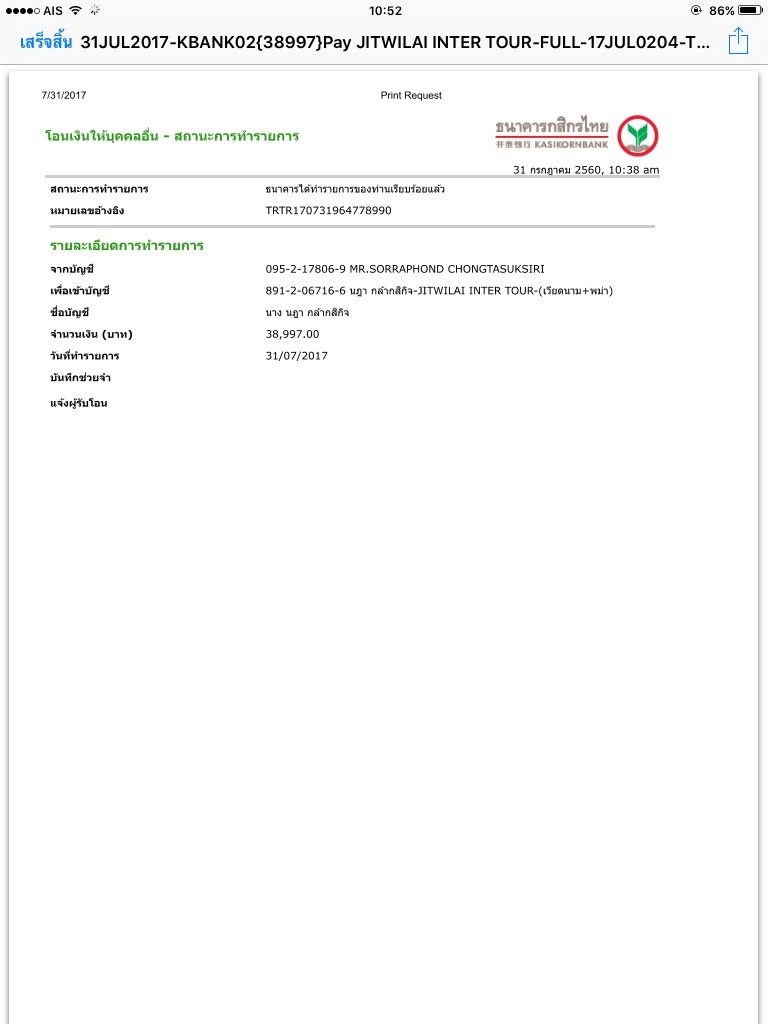 AIS 10:52 86%
เสร็จสิ้น 31JUL2017-KBANK02{38997}Pay JITWILAI INTER TOUR-FULL-17JUL0204-T...
7/31/2017 Print Request
โอนเงินให้บุคคลอื่น - สถานะการทำรายการ
ธนาคารกสิกรไทย
开泰银行 KASIKORNBANK
31 กรกฎาคม 2560, 10:38 am
สถานะการทำรายการ ธนาคารได้ทำรายการของท่านเรียบร้อยแล้ว
หมายเลขอ้างอิง TRTR170731964778990
รายละเอียดการทำรายการ
จากบัญชี 095-2-17806-9 MR.SORRAPHOND CHONGTASUKSIRI
เพื่อเข้าบัญชี 891-2-06716-6 นฎา กล้ากสิกิจ-JITWILAI INTER TOUR-(เวียดนาม+พม่า)
ชื่อบัญชี นาง นฎา กล้ากสิกิจ
จำนวนเงิน (บาท) 38,997.00
วันที่ทำรายการ 31/07/2017
บันทึกช่วยจำ
แจ้งผู้รับโอน